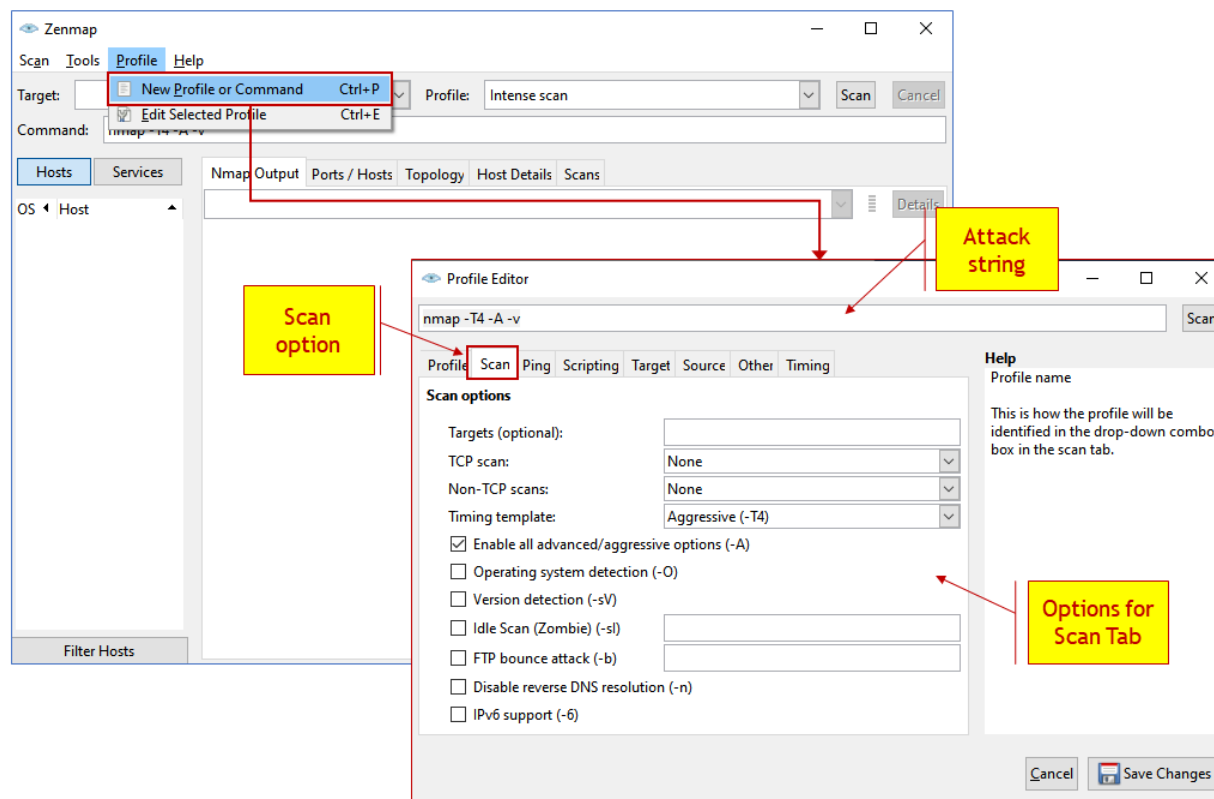 Zenmap
Scan Tools Profile Help
Target: Profile: Intense scan Scan Cancel
New Profile or Command Ctrl+P
Edit Selected Profile Ctrl+E
Command: nmap -T4 -A -v
Hosts Services
Nmap Output Ports / Hosts Topology Host Details Scans
OS Host
Details
Filter Hosts
Attack
string
Scan
option
Profile Editor
nmap -T4 -A -v
Scan
Profile Scan Ping Scripting Target Source Other Timing
Scan options
Targets (optional):
TCP scan: None
Non-TCP scans: None
Timing template: Aggressive (-T4)
Enable all advanced/aggressive options (-A)
Operating system detection (-O)
Version detection (-sV)
Idle Scan (Zombie) (-sI)
FTP bounce attack (-b)
Disable reverse DNS resolution (-n)
IPv6 support (-6)
Help
Profile name
This is how the profile will be
identified in the drop-down combo
box in the scan tab.
Options for
Scan Tab
Cancel Save Changes